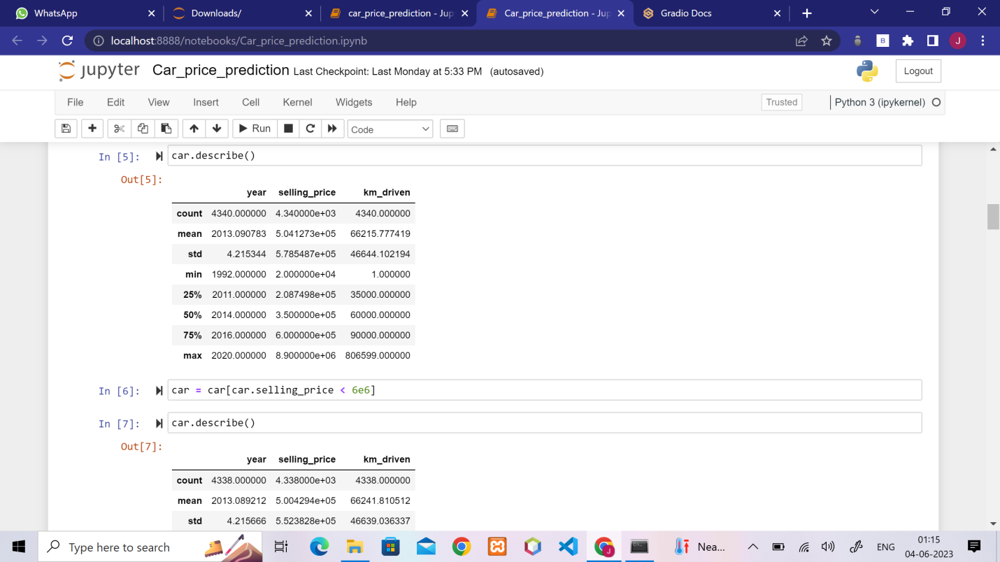 WhatsApp
Downloads/
car_price_prediction - Jup
Car_price_prediction - Jup
Gradio Docs
localhost:8888/notebooks/Car_price_prediction.ipynb
B
J
jupyter Car_price_prediction Last Checkpoint: Last Monday at 5:33 PM (autosaved)
Logout
File Edit View Insert Cell Kernel Widgets Help
Trusted
Python 3 (ipykernel)
Run
Code
In [5]: car.describe()
Out[5]:
year selling_price km_driven
count 4340.000000 4.340000e+03 4340.000000
mean 2013.090783 5.041273e+05 66215.777419
std 4.215344 5.785487e+05 46644.102194
min 1992.000000 2.000000e+04 1.000000
25% 2011.000000 2.087498e+05 35000.000000
50% 2014.000000 3.500000e+05 60000.000000
75% 2016.000000 6.000000e+05 90000.000000
max 2020.000000 8.900000e+06 806599.000000
In [6]: car = car[car.selling_price < 6e6]
In [7]: car.describe()
Out[7]:
year selling_price km_driven
count 4338.000000 4.338000e+03 4338.000000
mean 2013.089212 5.004294e+05 66241.810512
std 4.215666 5.523828e+05 46639.036337
Type here to search
J
Nea...
ENG
01:15
04-06-2023